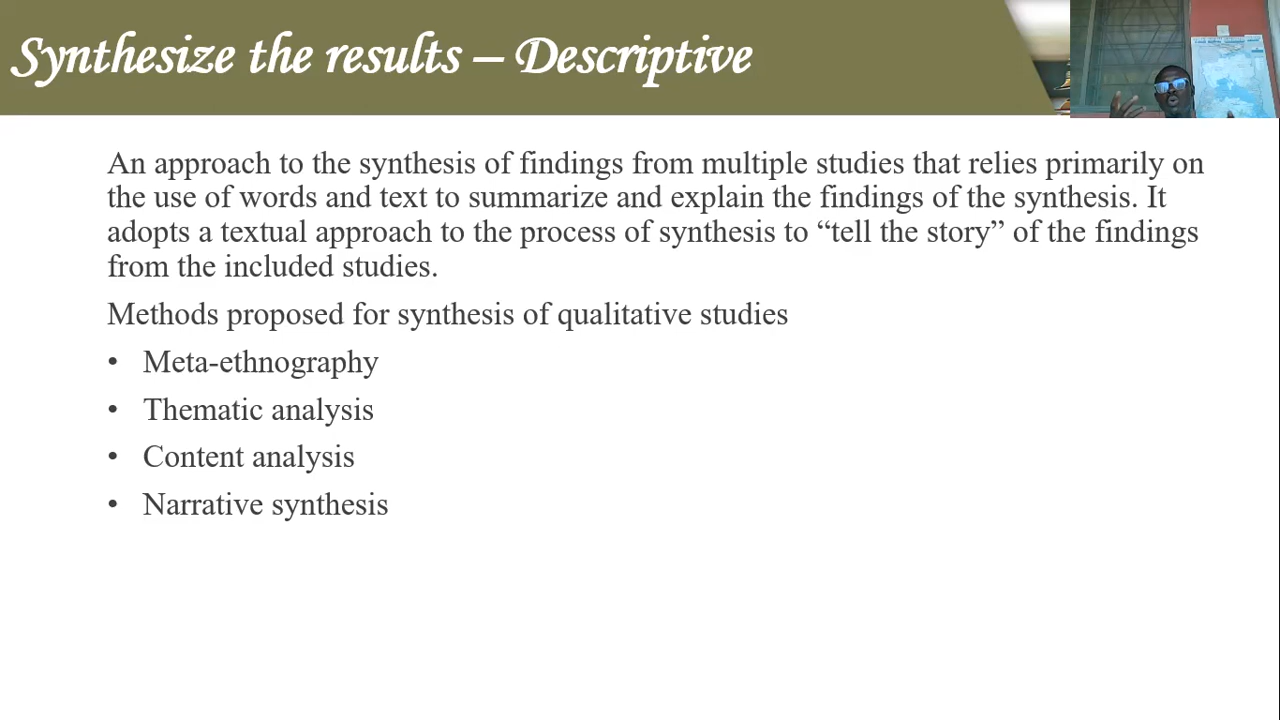 Synthesize the results – Descriptive
An approach to the synthesis of findings from multiple studies that relies primarily on
the use of words and text to summarize and explain the findings of the synthesis. It
adopts a textual approach to the process of synthesis to “tell the story” of the findings
from the included studies.
Methods proposed for synthesis of qualitative studies
• Meta-ethnography
• Thematic analysis
• Content analysis
• Narrative synthesis